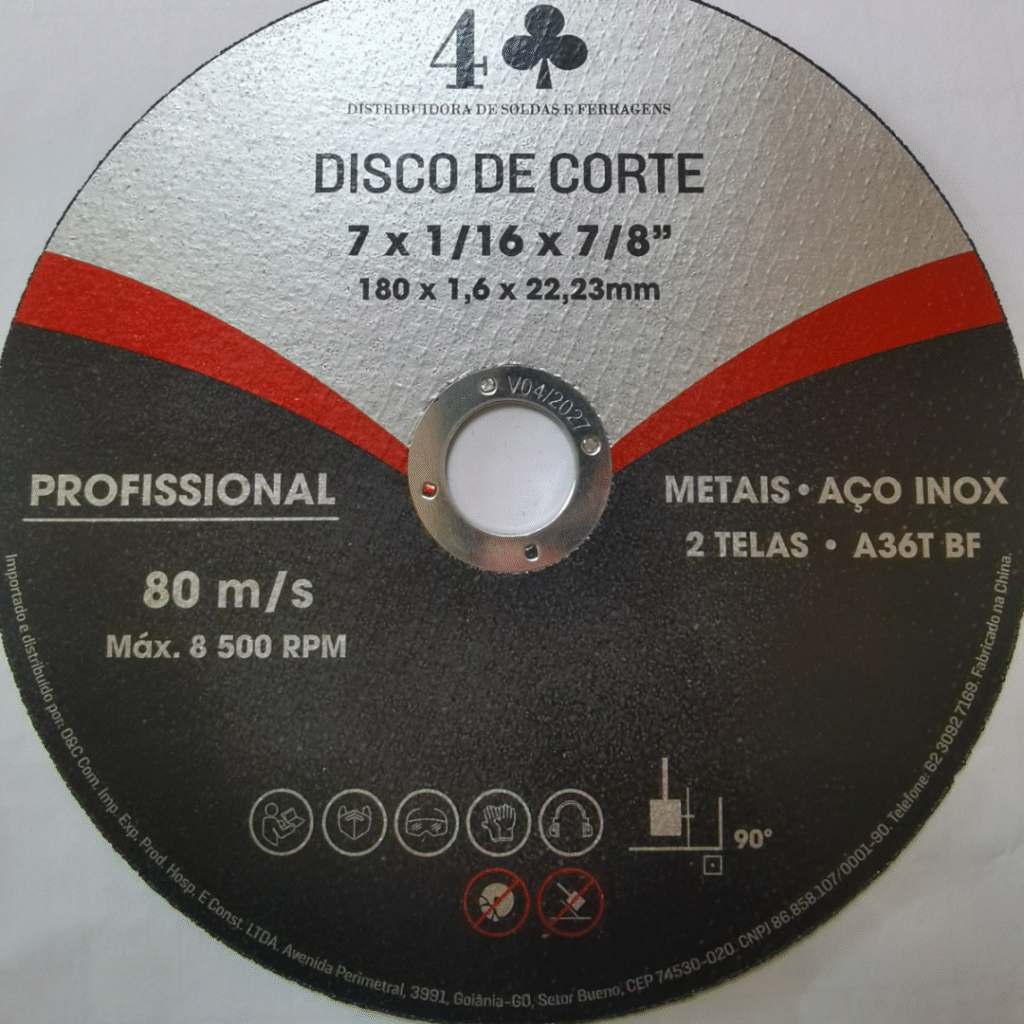 4
DISTRIBUIDORA DE SOLDAS E FERRAGENS
DISCO DE CORTE
7 x 1/16 x 7/8”
180 x 1,6 x 22,23mm
V04/2027
PROFISSIONAL
80 m/s
Máx. 8 500 RPM
METAIS • AÇO INOX
2 TELAS • A36T BF
90°
Importado e distribuído por: O&C Com. Imp. Exp. Prod. Hosp. E Const. LTDA. Avenida Perimetral, 3991, Goiânia-GO, Setor Bueno, CEP 74530-020. CNPJ 86.858.107/0001-90. Telefone: 62 3092 7169. Fabricado na China.